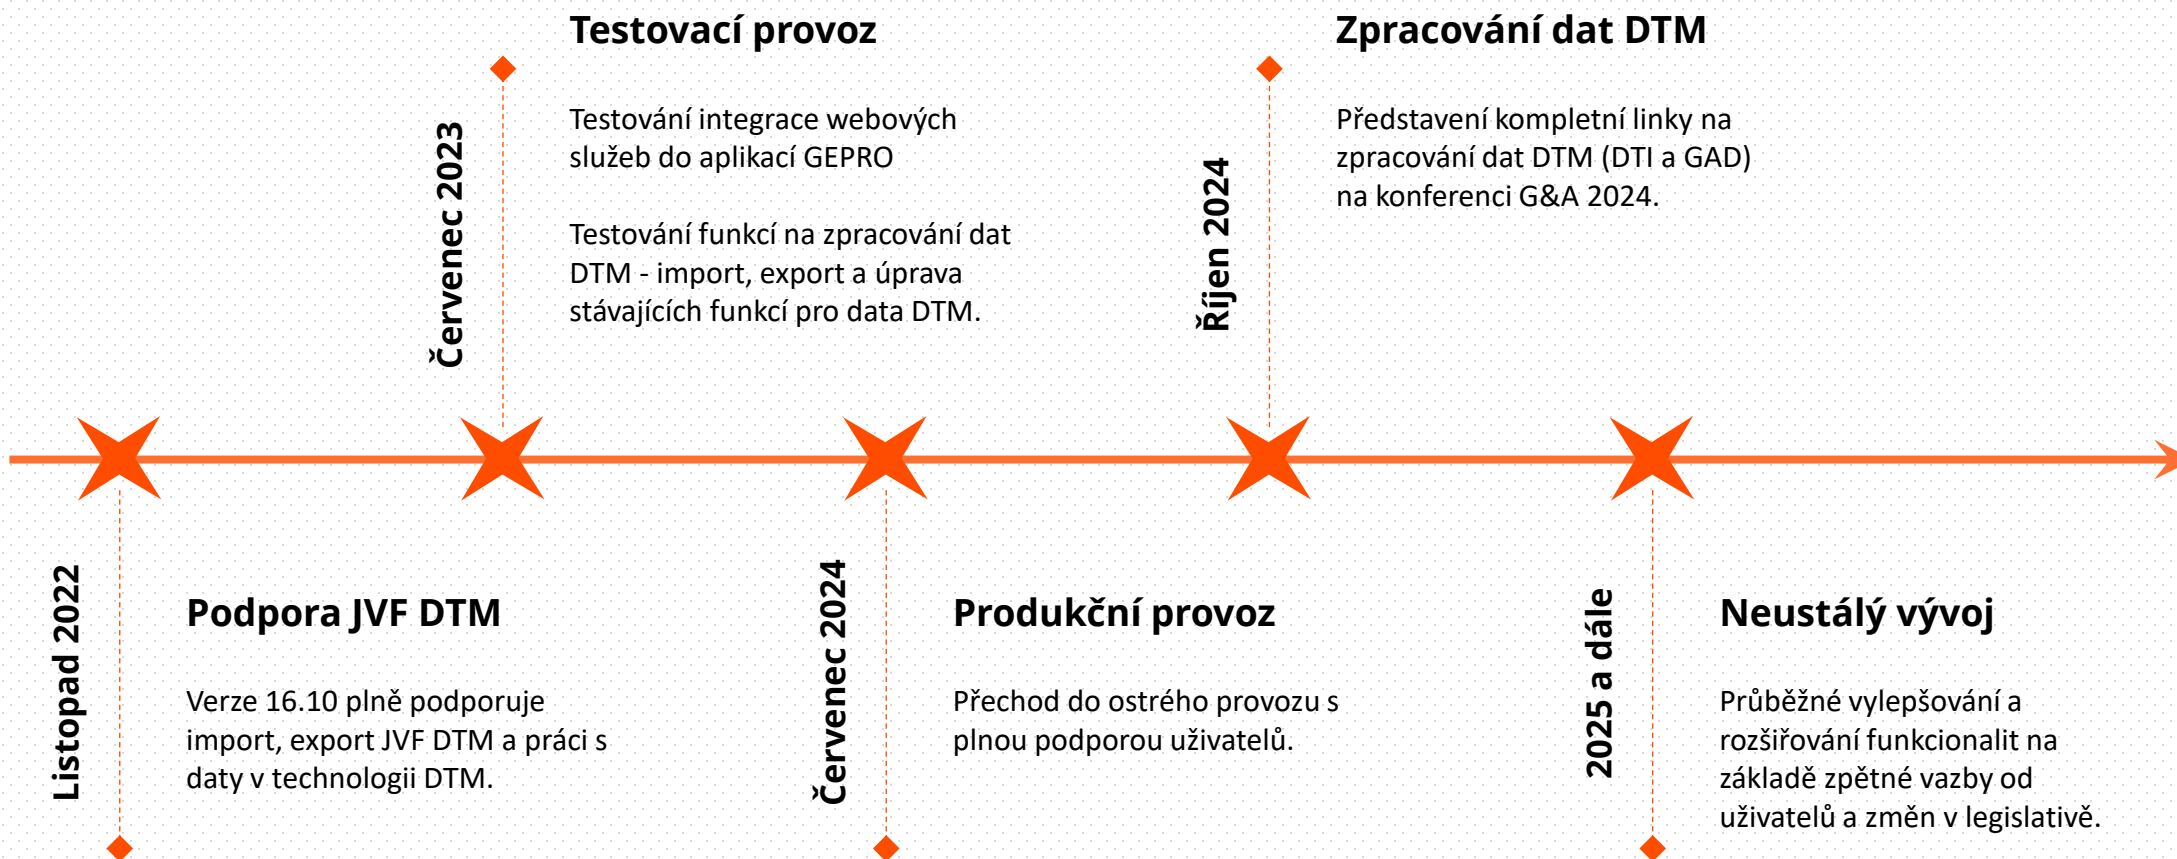 Listopad 2022
Podpora JVF DTM
Verze 16.10 plně podporuje
import, export JVF DTM a práci s
daty v technologii DTM.
Červenec 2023
Testovací provoz
Testování integrace webových
služeb do aplikací GEPRO
Testování funkcí na zpracování dat
DTM - import, export a úprava
stávajících funkcí pro data DTM.
Červenec 2024
Produkční provoz
Přechod do ostrého provozu s
plnou podporou uživatelů.
Říjen 2024
Zpracování dat DTM
Představení kompletní linky na
zpracování dat DTM (DTI a GAD)
na konferenci G&A 2024.
2025 a dále
Neustálý vývoj
Průběžné vylepšování a
rozšiřování funkcionalit na
základě zpětné vazby od
uživatelů a změn v legislativě.